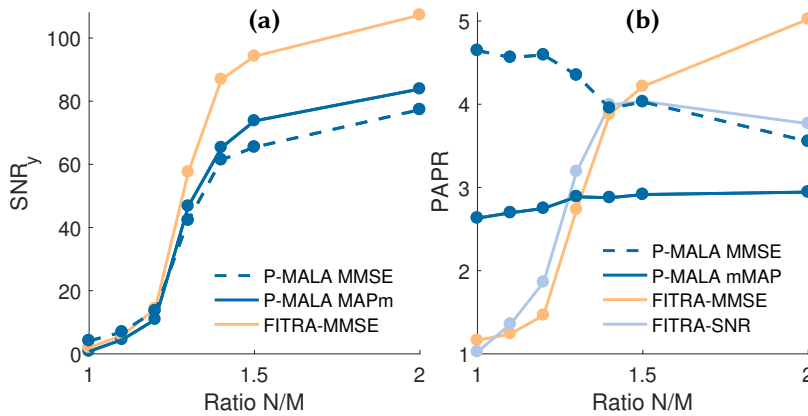 (a)
100
80
60
40
20
0
SNRy
P-MALA MMSE
P-MALA MAPm
FITRA-MMSE
1
1.5
2
Ratio N/M
(b)
5
4
3
2
1
PAPR
P-MALA MMSE
P-MALA mMAP
FITRA-MMSE
FITRA-SNR
1
1.5
2
Ratio N/M